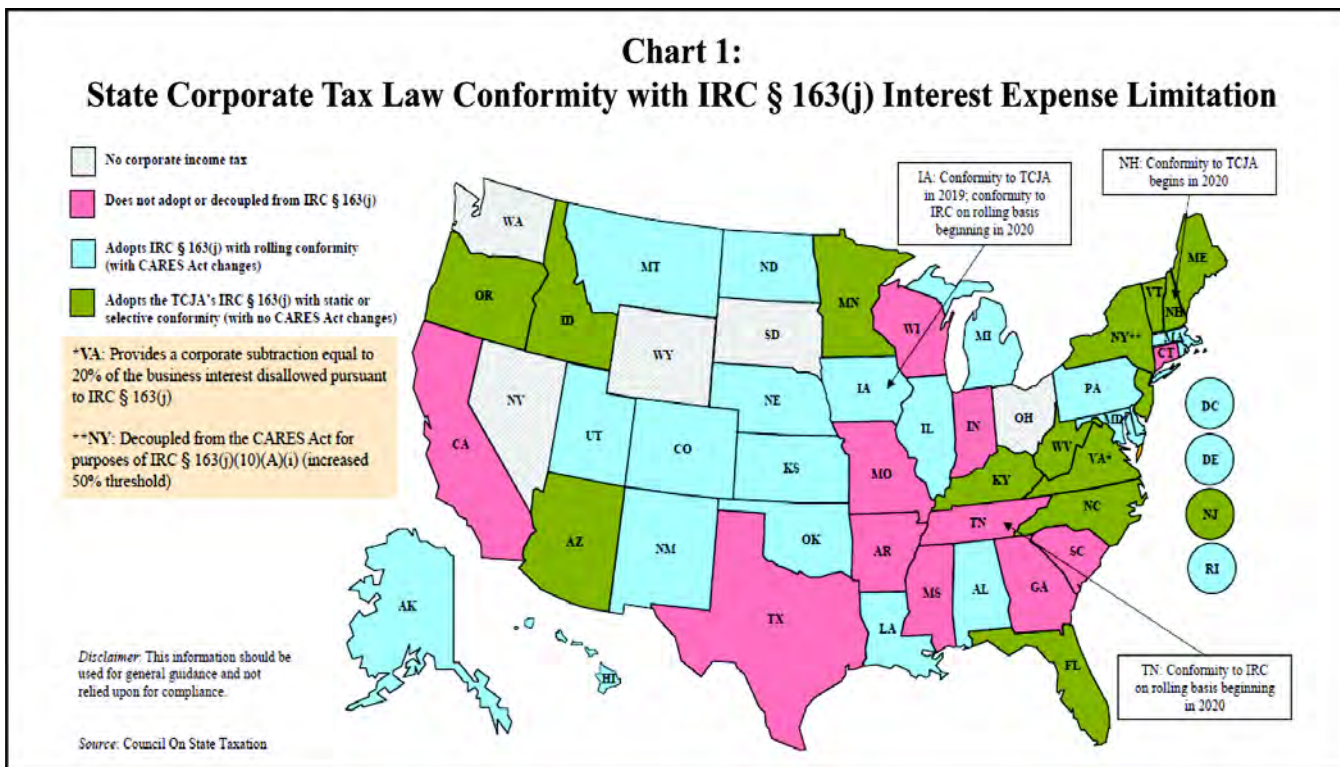 Chart 1:
State Corporate Tax Law Conformity with IRC § 163(j) Interest Expense Limitation
No corporate income tax
Does not adopt or decoupled from IRC § 163(j)
Adopts IRC § 163(j) with rolling conformity
(with CARES Act changes)
Adopts the TCJA's IRC § 163(j) with static or
selective conformity (with no CARES Act changes)
*VA: Provides a corporate subtraction equal to
20% of the business interest disallowed pursuant
to IRC § 163(j)
**NY: Decoupled from the CARES Act for
purposes of IRC § 163(j)(10)(A)(i) (increased
50% threshold)
IA: Conformity to TCJA
in 2019; conformity to
IRC on rolling basis
beginning in 2020
NH: Conformity to TCJA
begins in 2020
WA
MT
ND
MN
ME
VT
NH
OR
ID
SD
WI
MI
NY**
MA
CT
WY
IA
PA
NE
NV
UT
CO
IL
IN
OH
MD
DC
CA
KS
MO
WV
VA*
KY
DE
AZ
NM
OK
AR
TN
NC
NJ
SC
MS
AL
GA
RI
TX
LA
AK
HI
FL
TN: Conformity to IRC
on rolling basis beginning
in 2020
Disclaimer: This information should be
used for general guidance and not
relied upon for compliance.
Source: Council On State Taxation